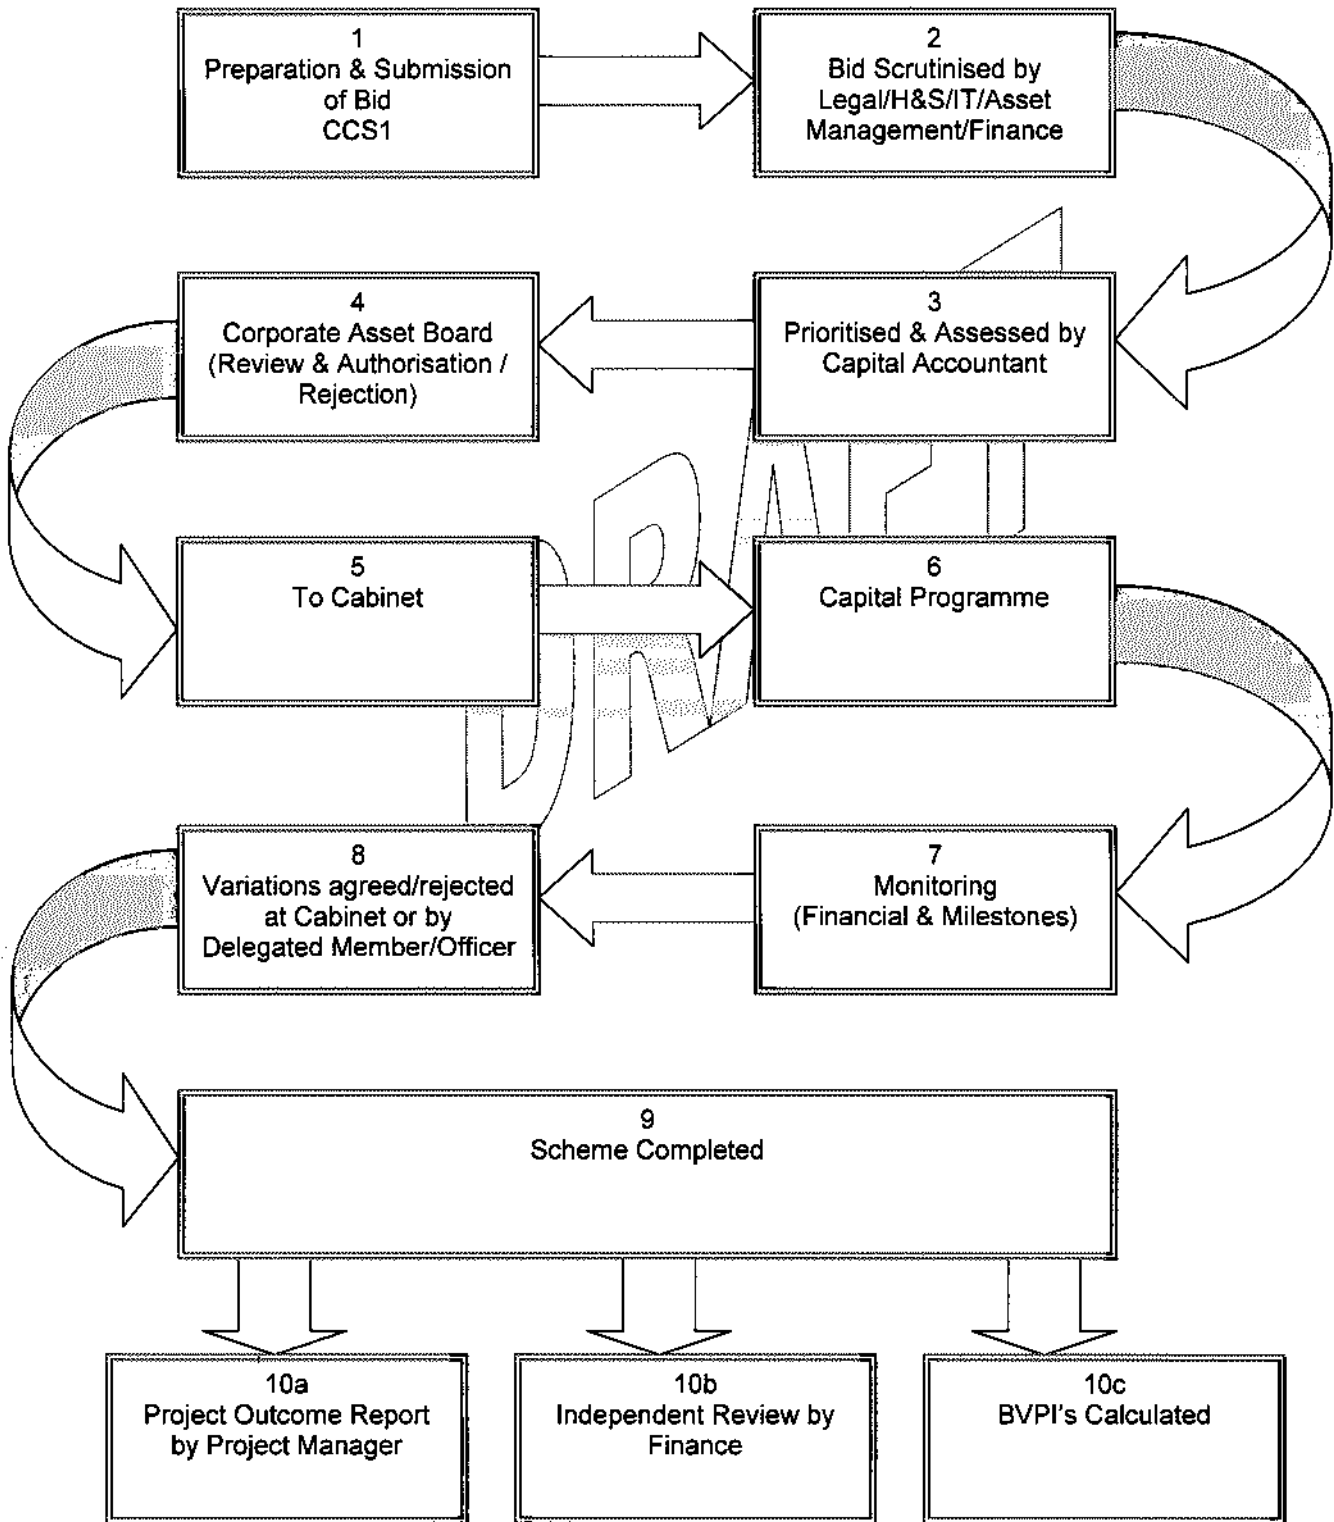 1
Preparation & Submission
of Bid
CCS1
2
Bid Scrutinised by
Legal/H&S/IT/Asset
Management/Finance
3
Prioritised & Assessed by
Capital Accountant
4
Corporate Asset Board
(Review & Authorisation /
Rejection)
5
To Cabinet
6
Capital Programme
7
Monitoring
(Financial & Milestones)
8
Variations agreed/rejected
at Cabinet or by
Delegated Member/Officer
9
Scheme Completed
10a
Project Outcome Report
by Project Manager
10b
Independent Review by
Finance
10c
BVPI's Calculated
DRAFT